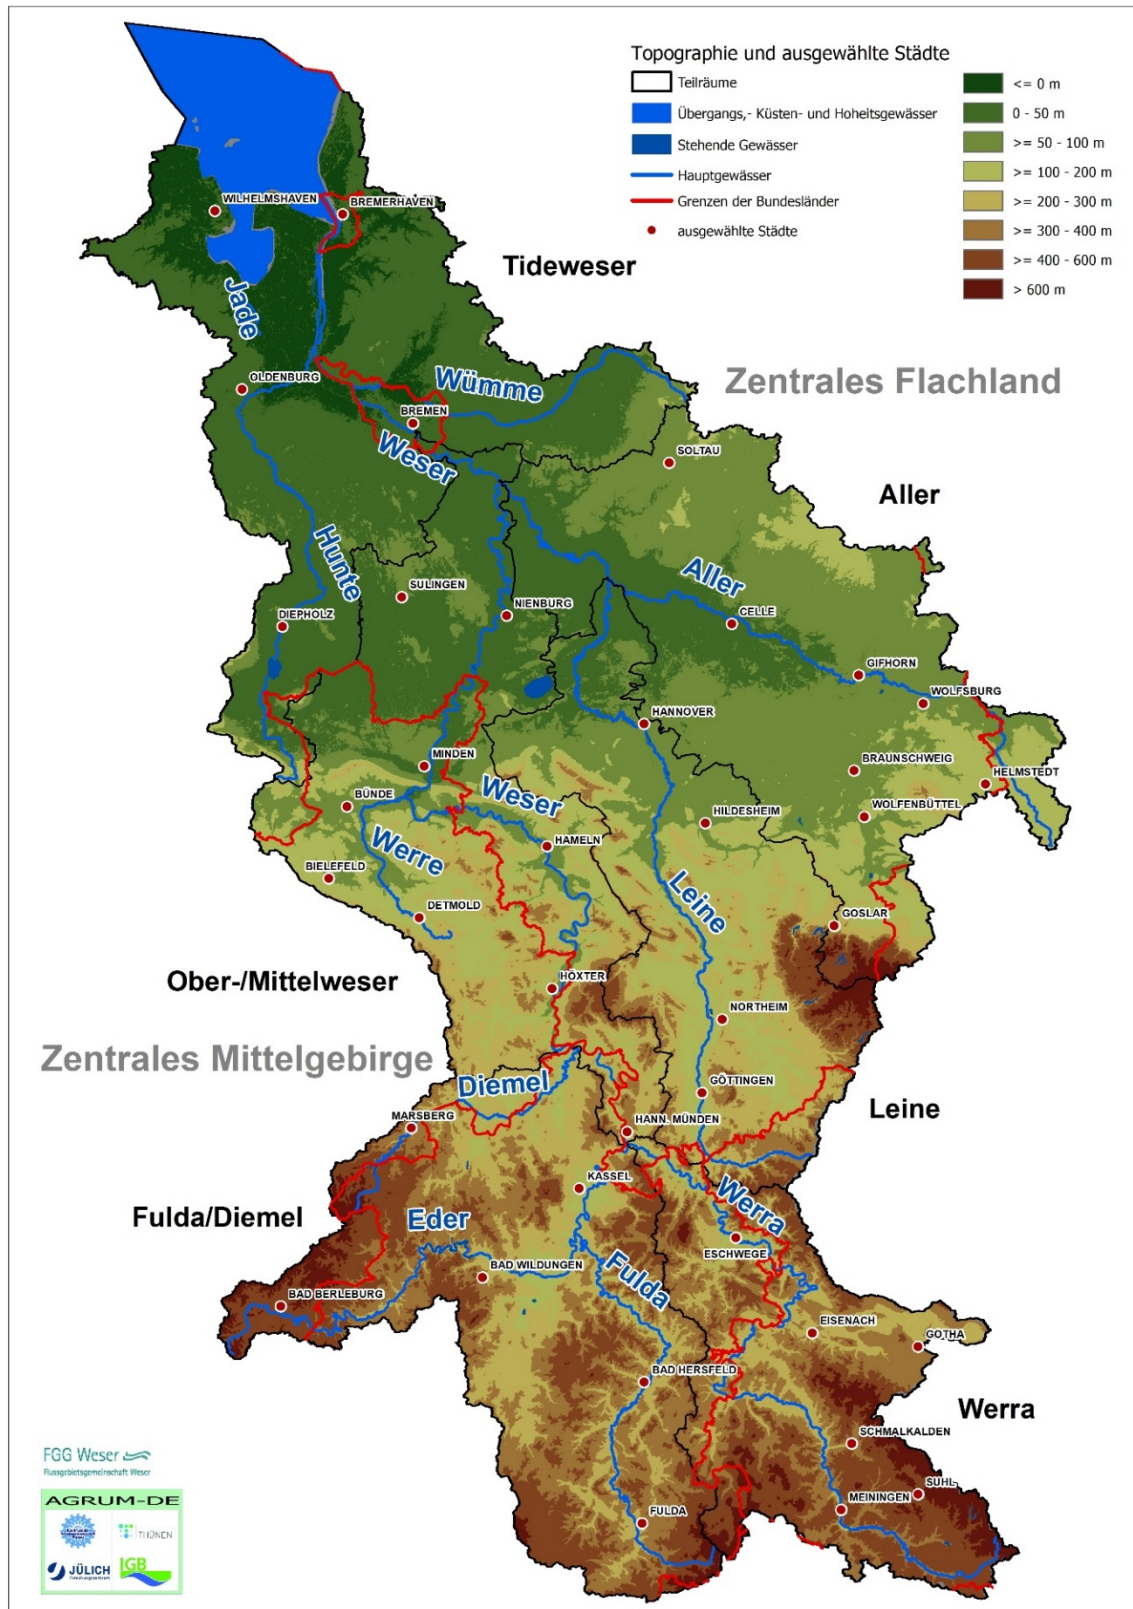 Topographie und ausgewählte Städte
Teilräume
Übergangs,- Küsten- und Hoheitsgewässer
Stehende Gewässer
Hauptgewässer
Grenzen der Bundesländer
ausgewählte Städte
<= 0 m
0 - 50 m
>= 50 - 100 m
>= 100 - 200 m
>= 200 - 300 m
>= 300 - 400 m
>= 400 - 600 m
> 600 m
WILHELMSHAVEN
BREMERHAVEN
Tideweser
Jade
OLDENBURG
Wümme
Zentrales Flachland
BREMEN
Weser
SOLTAU
Aller
Hunte
Aller
SULINGEN
NIENBURG
CELLE
DIEPHOLZ
GIFHORN
WOLFSBURG
HANNOVER
MINDEN
BRAUNSCHWEIG
HELMSTEDT
BÜNDE
Weser
HILDESHEIM
WOLFENBÜTTEL
Werre
HAMELN
BIELEFELD
Leine
DETMOLD
GOSLAR
Ober-/Mittelweser
HÖXTER
NORTHEIM
Zentrales Mittelgebirge
Diemel
GÖTTINGEN
MARSBERG
HANN. MÜNDEN
Leine
KASSEL
Fulda/Diemel
Eder
Werra
ESCHWEGE
BAD WILDUNGEN
Fulda
BAD BERLEBURG
EISENACH
GOTHA
BAD HERSFELD
Werra
SCHMALKALDEN
SUHL
MEININGEN
FULDA
FGG Weser
Flussgebietsgemeinschaft Weser
AGRUM-DE
THÜNEN
JÜLICH
Forschungszentrum
IGB